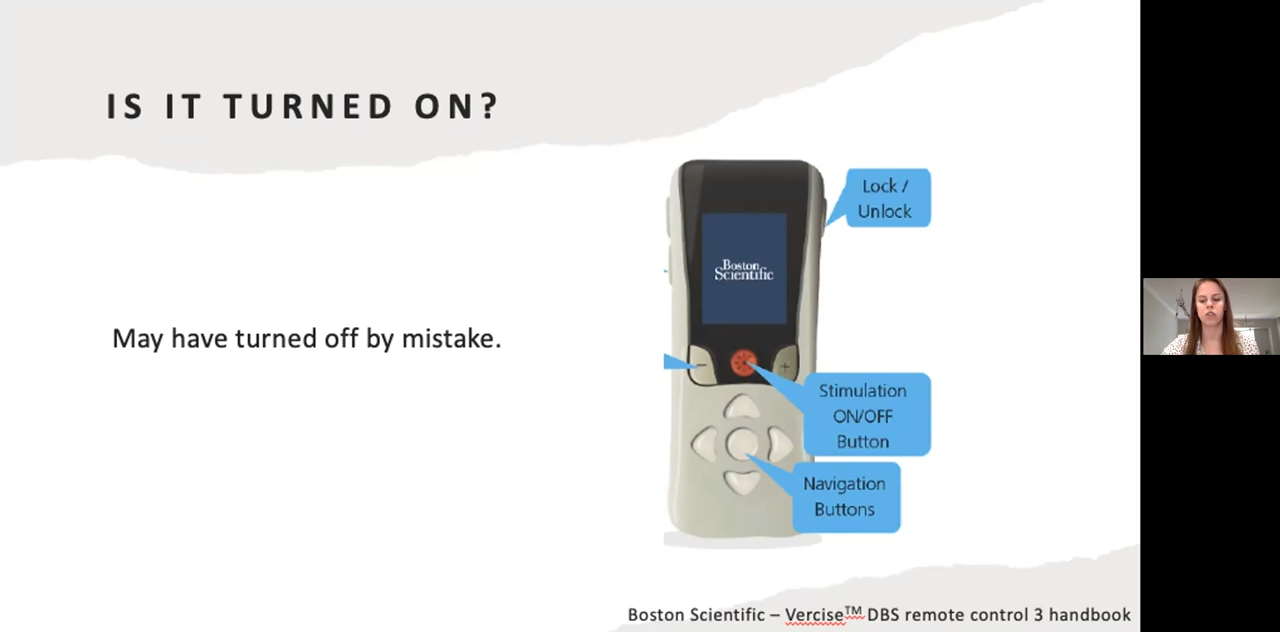 IS IT TURNED ON?
May have turned off by mistake.
Lock /
Unlock
Boston
Scientific
−
+
Stimulation
ON/OFF
Button
Navigation
Buttons
Boston Scientific – Vercise™ DBS remote control 3 handbook